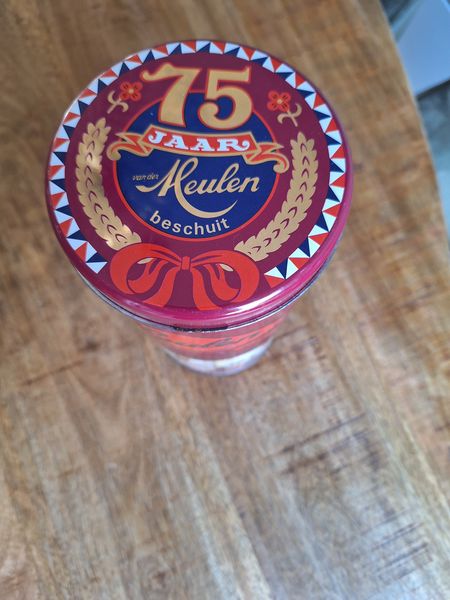 75
JAAR
van der
Meulen
beschuit